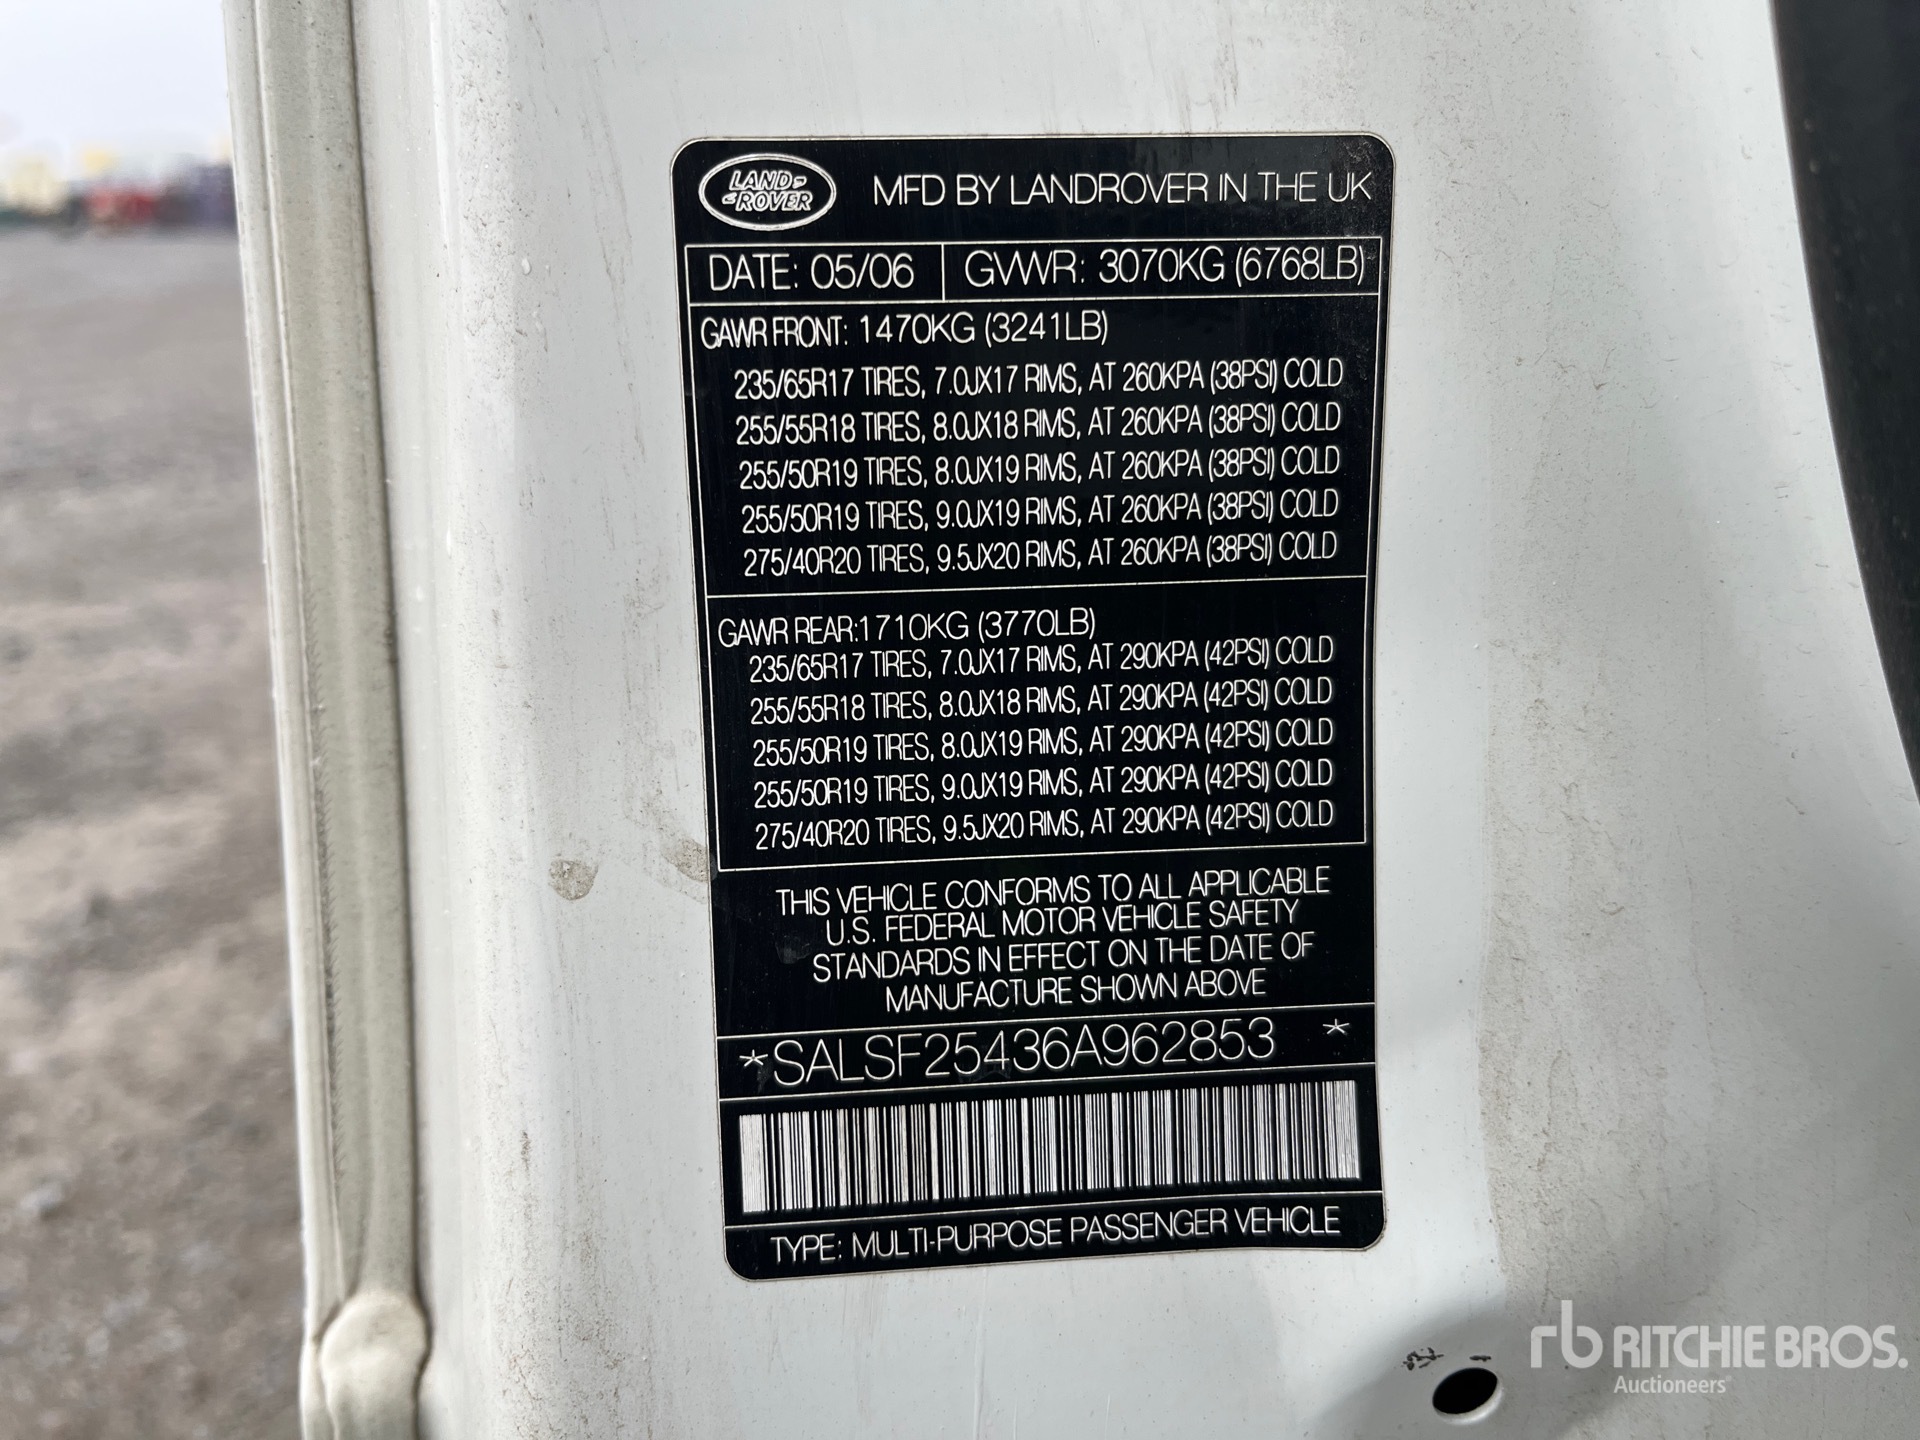 LAND-
-ROVER
MFD BY LANDROVER IN THE UK
DATE: 05/06
GVWR: 3070KG (6768LB)
GAWR FRONT: 1470KG (3241LB)
235/65R17 TIRES, 7.0JX17 RIMS, AT 260KPA (38PSI) COLD
255/55R18 TIRES, 8.0JX18 RIMS, AT 260KPA (38PSI) COLD
255/50R19 TIRES, 8.0JX19 RIMS, AT 260KPA (38PSI) COLD
255/50R19 TIRES, 9.0JX19 RIMS, AT 260KPA (38PSI) COLD
275/40R20 TIRES, 9.5JX20 RIMS, AT 260KPA (38PSI) COLD
GAWR REAR:1710KG (3770LB)
235/65R17 TIRES, 7.0JX17 RIMS, AT 290KPA (42PSI) COLD
255/55R18 TIRES, 8.0JX18 RIMS, AT 290KPA (42PSI) COLD
255/50R19 TIRES, 8.0JX19 RIMS, AT 290KPA (42PSI) COLD
255/50R19 TIRES, 9.0JX19 RIMS, AT 290KPA (42PSI) COLD
275/40R20 TIRES, 9.5JX20 RIMS, AT 290KPA (42PSI) COLD
THIS VEHICLE CONFORMS TO ALL APPLICABLE
U.S. FEDERAL MOTOR VEHICLE SAFETY
STANDARDS IN EFFECT ON THE DATE OF
MANUFACTURE SHOWN ABOVE
*SALSF25436A962853 *
TYPE: MULTI-PURPOSE PASSENGER VEHICLE
rb RITCHIE BROS.
Auctioneers